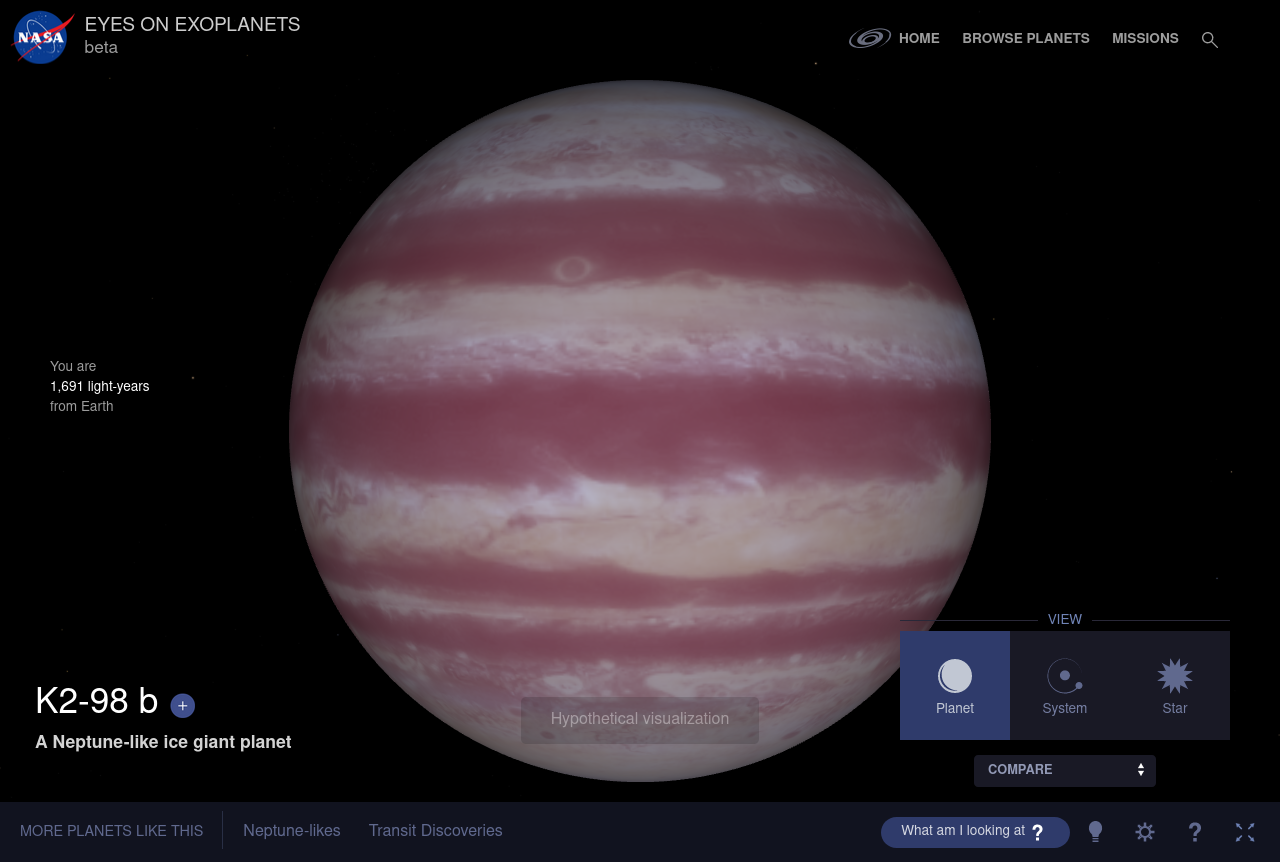 NASA
EYES ON EXOPLANETS
beta
HOME
BROWSE PLANETS
MISSIONS
You are
1,691 light-years
from Earth
K2-98 b +
A Neptune-like ice giant planet
Hypothetical visualization
VIEW
Planet
System
Star
COMPARE
MORE PLANETS LIKE THIS
Neptune-likes
Transit Discoveries
What am I looking at ?
?